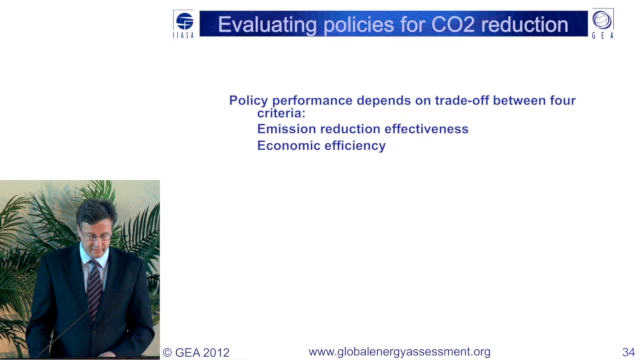 IIASA
Evaluating policies for CO2 reduction
GEA
Policy performance depends on trade-off between four
criteria:
Emission reduction effectiveness
Economic efficiency
© GEA 2012
www.globalenergyassessment.org
34